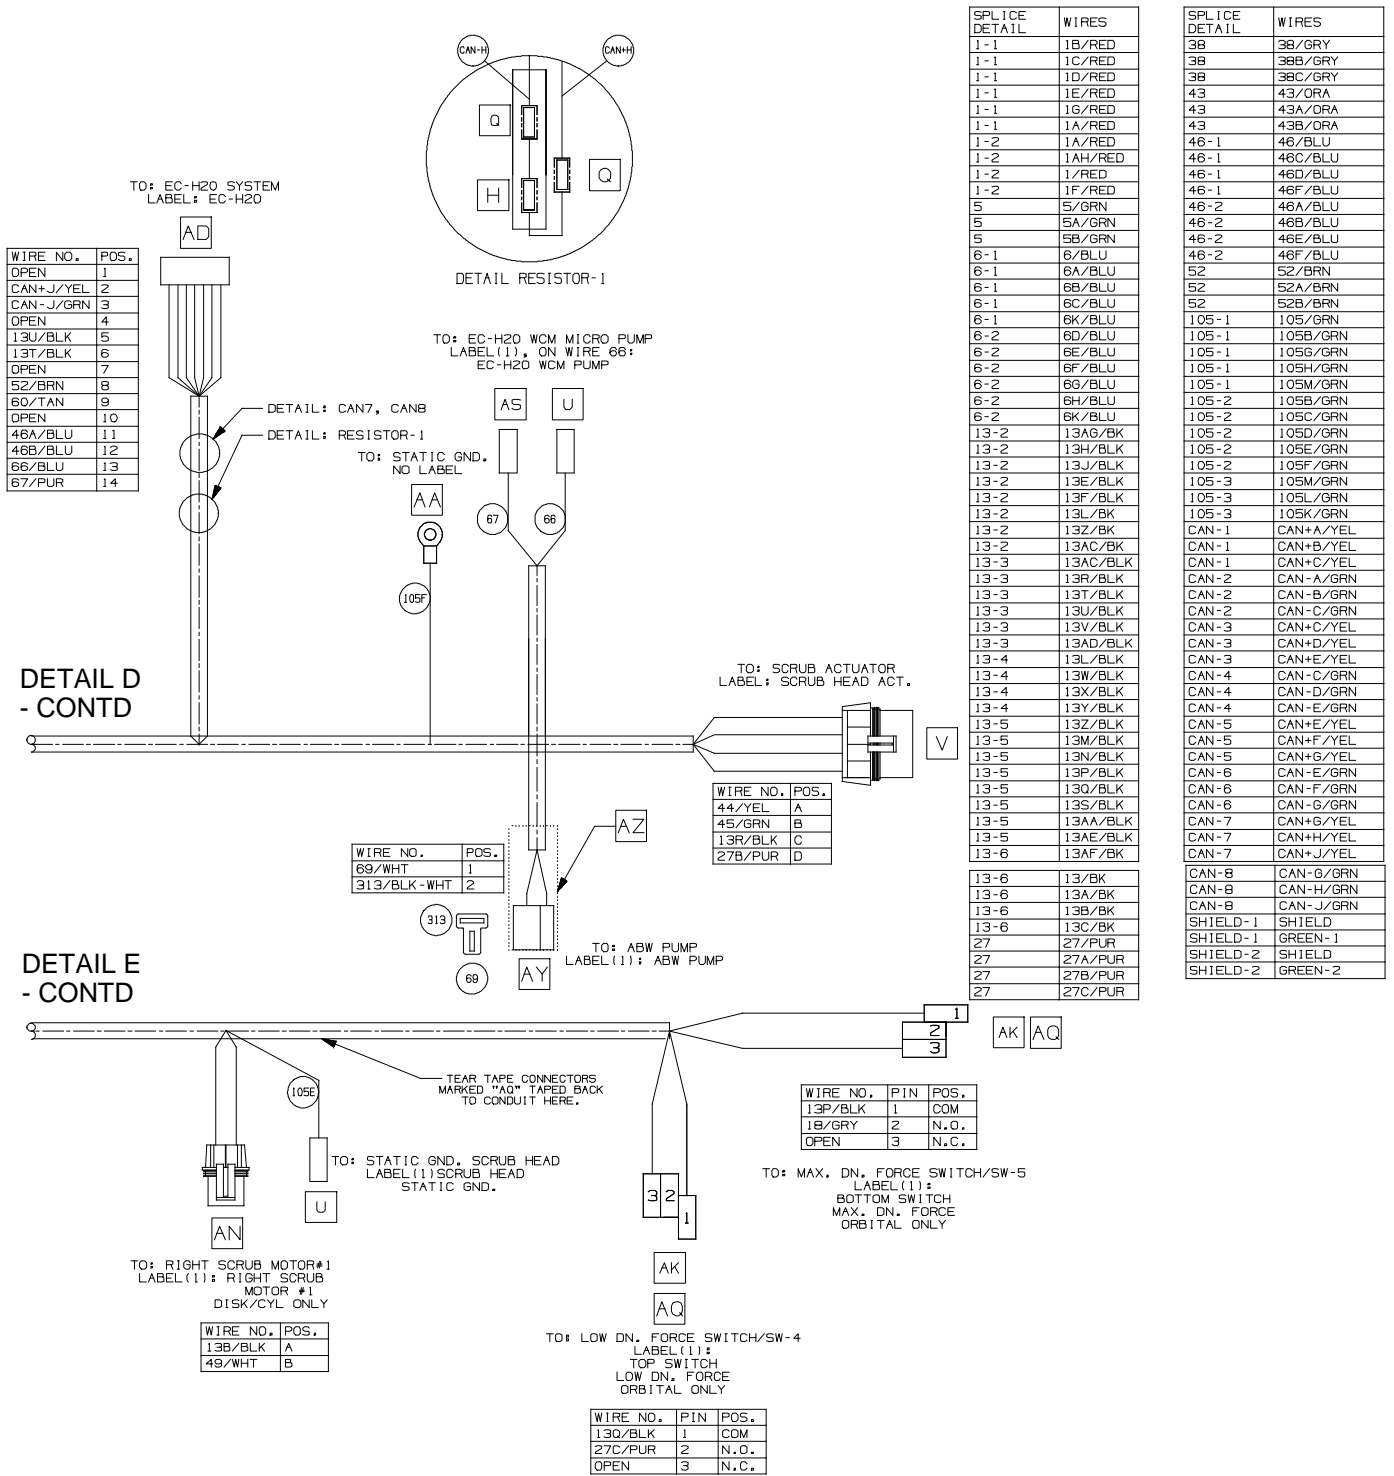 CAN-H
CAN+H
Q
H
Q
DETAIL RESISTOR-1
TO: EC-H2O SYSTEM
LABEL: EC-H2O
AD
WIRE NO. POS.
OPEN 1
CAN+J/YEL 2
CAN-J/GRN 3
OPEN 4
13U/BLK 5
13T/BLK 6
OPEN 7
52/BRN 8
60/TAN 9
OPEN 10
46A/BLU 11
46B/BLU 12
66/BLU 13
67/PUR 14
DETAIL: CAN7, CAN8
DETAIL: RESISTOR-1
TO: STATIC GND.
NO LABEL
AA
105F
TO: EC-H2O WCM MICRO PUMP
LABEL(1), ON WIRE 66:
EC-H2O WCM PUMP
AS
U
67
66
DETAIL D
- CONTD
TO: SCRUB ACTUATOR
LABEL: SCRUB HEAD ACT.
V
WIRE NO. POS.
44/YEL A
45/GRN B
13R/BLK C
27B/PUR D
AZ
WIRE NO. POS.
69/WHT 1
313/BLK-WHT 2
313
69
TO: ABW PUMP
LABEL(1): ABW PUMP
AY
DETAIL E
- CONTD
TEAR TAPE CONNECTORS
MARKED "AQ" TAPED BACK
TO CONDUIT HERE.
105E
TO: STATIC GND. SCRUB HEAD
LABEL(1)SCRUB HEAD
STATIC GND.
U
AN
TO: RIGHT SCRUB MOTOR#1
LABEL(1): RIGHT SCRUB
MOTOR #1
DISK/CYL ONLY
WIRE NO. POS.
13B/BLK A
49/WHT B
1
2
3
AK AQ
WIRE NO. PIN POS.
13P/BLK 1 COM
18/GRY 2 N.O.
OPEN 3 N.C.
TO: MAX. DN. FORCE SWITCH/SW-5
LABEL(1):
BOTTOM SWITCH
MAX. DN. FORCE
ORBITAL ONLY
3 2
1
AK
AQ
TO: LOW DN. FORCE SWITCH/SW-4
LABEL(1):
TOP SWITCH
LOW DN. FORCE
ORBITAL ONLY
WIRE NO. PIN POS.
13Q/BLK 1 COM
27C/PUR 2 N.O.
OPEN 3 N.C.
SPLICE
DETAIL WIRES
1-1 1B/RED
1-1 1C/RED
1-1 1D/RED
1-1 1E/RED
1-1 1G/RED
1-1 1A/RED
1-2 1A/RED
1-2 1AH/RED
1-2 1/RED
1-2 1F/RED
5 5/GRN
5 5A/GRN
5 5B/GRN
6-1 6/BLU
6-1 6A/BLU
6-1 6B/BLU
6-1 6C/BLU
6-1 6K/BLU
6-2 6D/BLU
6-2 6E/BLU
6-2 6F/BLU
6-2 6G/BLU
6-2 6H/BLU
6-2 6K/BLU
13-2 13AG/BK
13-2 13H/BLK
13-2 13J/BLK
13-2 13E/BLK
13-2 13F/BLK
13-2 13L/BK
13-2 13Z/BK
13-2 13AC/BK
13-3 13AC/BLK
13-3 13R/BLK
13-3 13T/BLK
13-3 13U/BLK
13-3 13V/BLK
13-3 13AD/BLK
13-4 13L/BLK
13-4 13W/BLK
13-4 13X/BLK
13-4 13Y/BLK
13-5 13Z/BLK
13-5 13M/BLK
13-5 13N/BLK
13-5 13P/BLK
13-5 13Q/BLK
13-5 13S/BLK
13-5 13AA/BLK
13-5 13AE/BLK
13-6 13AF/BK
13-6 13/BK
13-6 13A/BK
13-6 13B/BK
13-6 13C/BK
27 27/PUR
27 27A/PUR
27 27B/PUR
27 27C/PUR
SPLICE
DETAIL WIRES
38 38/GRY
38 38B/GRY
38 38C/GRY
43 43/ORA
43 43A/ORA
43 43B/ORA
46-1 46/BLU
46-1 46C/BLU
46-1 46D/BLU
46-1 46F/BLU
46-2 46A/BLU
46-2 46B/BLU
46-2 46E/BLU
46-2 46F/BLU
52 52/BRN
52 52A/BRN
52 52B/BRN
105-1 105/GRN
105-1 105B/GRN
105-1 105G/GRN
105-1 105H/GRN
105-1 105M/GRN
105-2 105B/GRN
105-2 105C/GRN
105-2 105D/GRN
105-2 105E/GRN
105-2 105F/GRN
105-3 105M/GRN
105-3 105L/GRN
105-3 105K/GRN
CAN-1 CAN+A/YEL
CAN-1 CAN+B/YEL
CAN-1 CAN+C/YEL
CAN-2 CAN-A/GRN
CAN-2 CAN-B/GRN
CAN-2 CAN-C/GRN
CAN-3 CAN+C/YEL
CAN-3 CAN+D/YEL
CAN-3 CAN+E/YEL
CAN-4 CAN-C/GRN
CAN-4 CAN-D/GRN
CAN-4 CAN-E/GRN
CAN-5 CAN+E/YEL
CAN-5 CAN+F/YEL
CAN-5 CAN+G/YEL
CAN-6 CAN-E/GRN
CAN-6 CAN-F/GRN
CAN-6 CAN-G/GRN
CAN-7 CAN+G/YEL
CAN-7 CAN+H/YEL
CAN-7 CAN+J/YEL
CAN-8 CAN-G/GRN
CAN-8 CAN-H/GRN
CAN-8 CAN-J/GRN
SHIELD-1 SHIELD
SHIELD-1 GREEN-1
SHIELD-2 SHIELD
SHIELD-2 GREEN-2